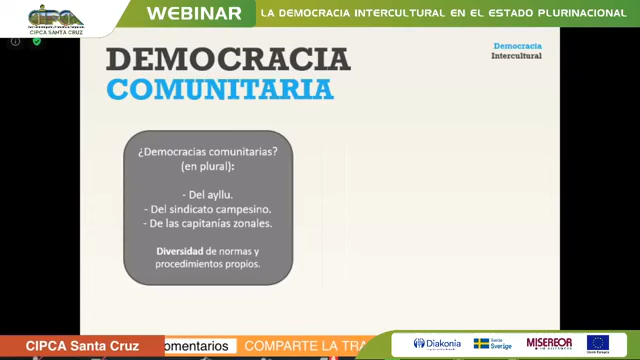 WEBINAR
LA DEMOCRACIA INTERCULTURAL EN EL ESTADO PLURINACIONAL
CIPCA
CIPCA SANTA CRUZ
DEMOCRACIA
COMUNITARIA
Democracia
Intercultural
¿Democracias comunitarias?
(en plural):
- Del ayllu.
- Del sindicato campesino.
- De las capitanías zonales.
Diversidad de normas y
procedimientos propios.
CIPCA Santa Cruz
omentarios
COMPARTE LA TRA
Diakonia
Sverige
MISEREOR